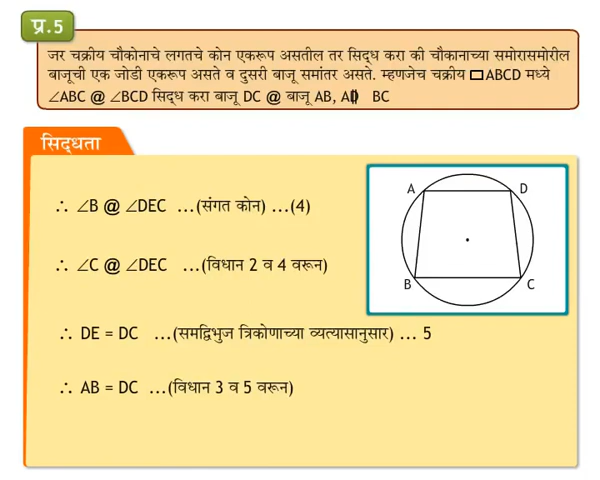 प्र.5
जर चक्रीय चौकोनाचे लगतचे कोन एकरूप असतील तर सिद्ध करा की चौकानाच्या समोरासमोरील
बाजूची एक जोडी एकरूप असते व दुसरी बाजू समांतर असते. म्हणजेच चक्रीय □ABCD मध्ये
∠ABC @ ∠BCD सिद्ध करा बाजू DC @ बाजू AB, AD || BC
सिद्धता
∴ ∠B @ ∠DEC ...(संगत कोन) ...(4)
∴ ∠C @ ∠DEC ...(विधान 2 व 4 वरून)
∴ DE = DC ...(समद्विभुज त्रिकोणाच्या व्यत्यासानुसार) ... 5
∴ AB = DC ...(विधान 3 व 5 वरून)
A D
B C